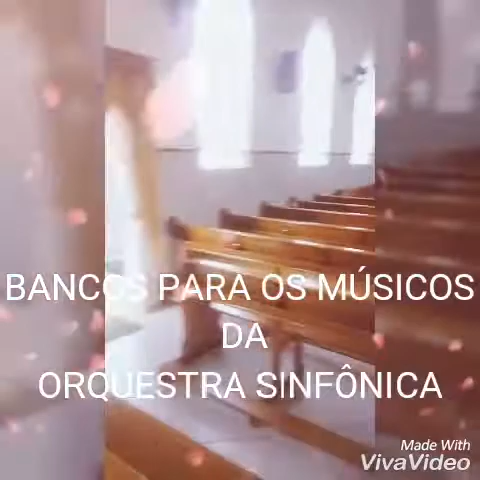 BANCOS PARA OS MÚSICOS
DA
ORQUESTRA SINFÔNICA
Made With
VivaVideo